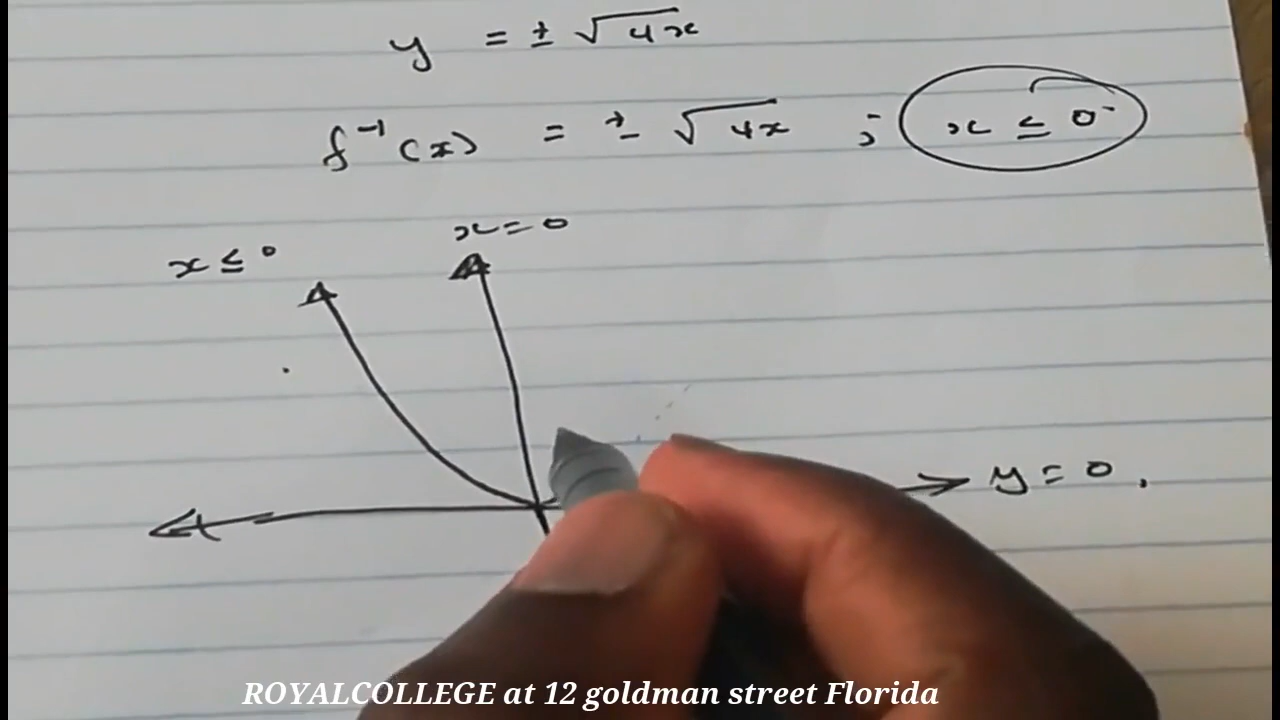 y = ± √4x
f⁻¹(x) = ± √4x ; x ≤ 0
x = 0
x ≤ 0
y = 0 .
ROYALCOLLEGE at 12 goldman street Florida